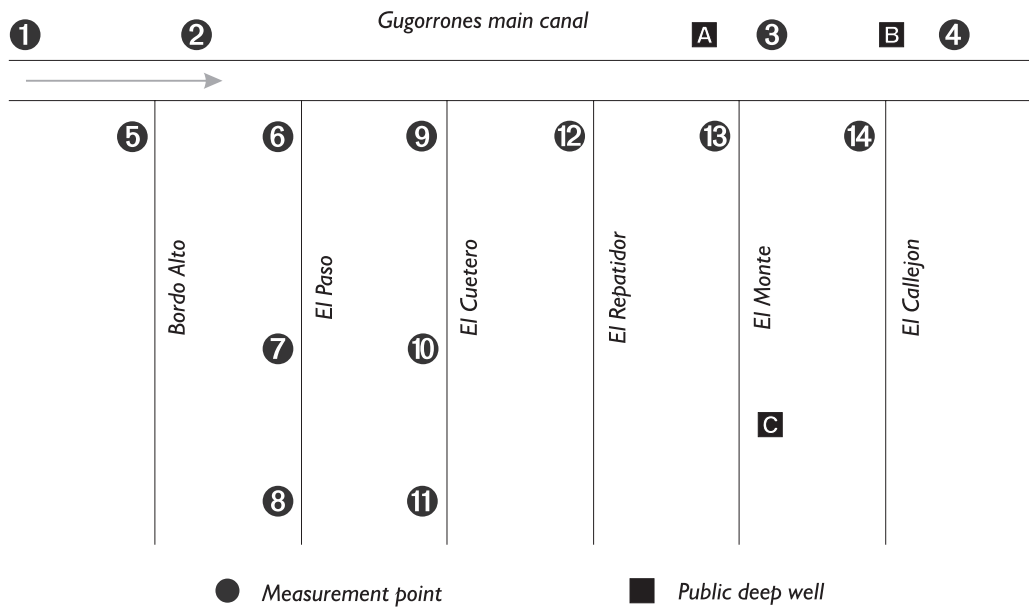 Gugorrones main canal
1
2
A
3
B
4
5
6
9
12
13
14
Bordo Alto
El Paso
El Cuetero
El Repatidor
El Monte
El Callejon
7
10
C
8
11
Measurement point
Public deep well